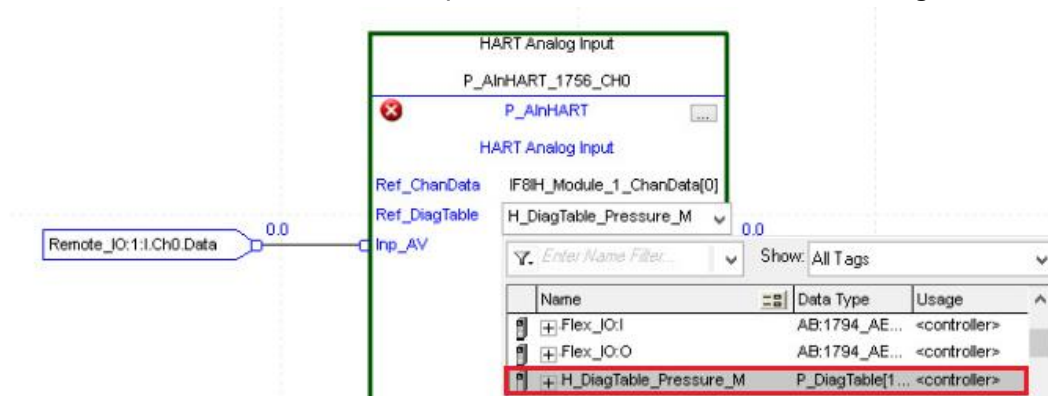 HART Analog Input
P_AInHART_1756_CH0
P_AInHART ...
HART Analog Input
Ref_ChanData IF8IH_Module_1_ChanData[0]
Ref_DiagTable H_DiagTable_Pressure_M
Remote_IO:1:I.Ch0.Data 0.0 Inp_AV 0.0
Enter Name Filter... Show: All Tags
Name Data Type Usage
Flex_IO:I AB:1794_AE... <controller>
Flex_IO:O AB:1794_AE... <controller>
H_DiagTable_Pressure_M P_DiagTable[1... <controller>